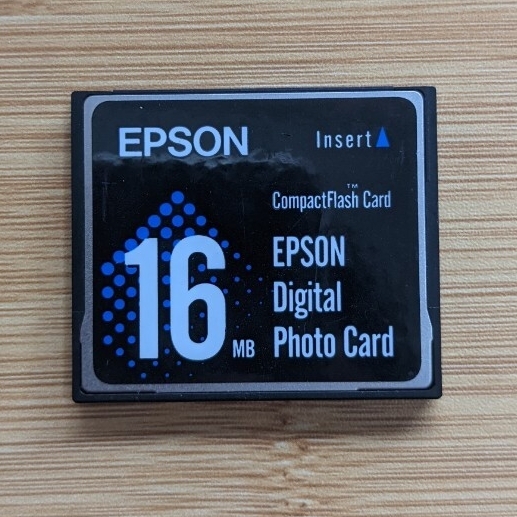 EPSON
Insert
CompactFlash™ Card
16 MB
EPSON
Digital
Photo Card